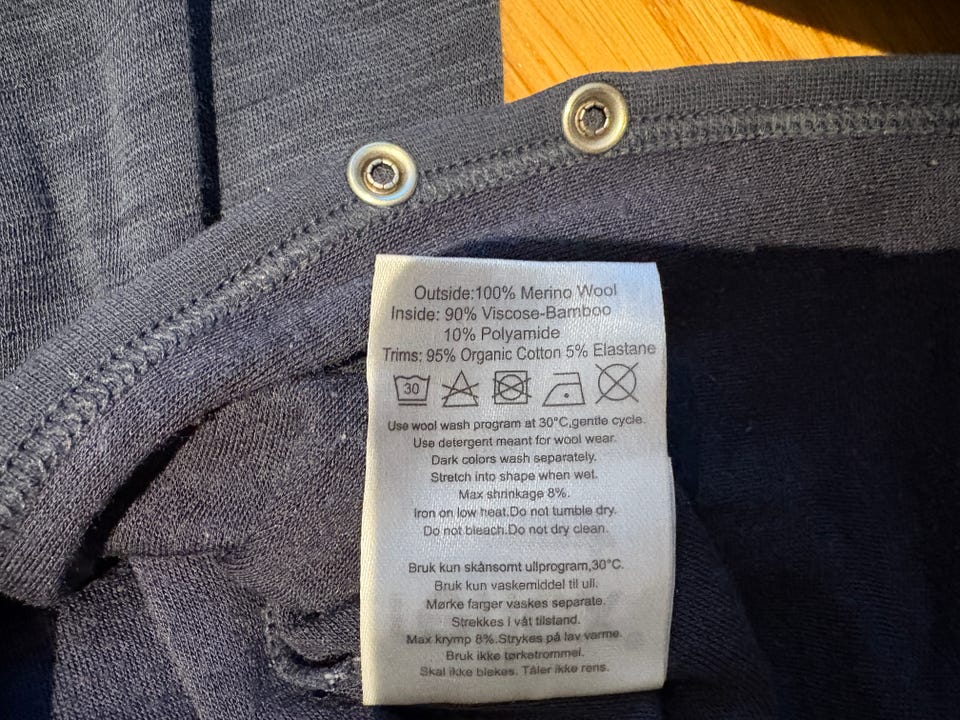 Outside:100% Merino Wool
Inside: 90% Viscose-Bamboo
10% Polyamide
Trims: 95% Organic Cotton 5% Elastane
30
Use wool wash program at 30°C,gentle cycle.
Use detergent meant for wool wear.
Dark colors wash separately.
Stretch into shape when wet.
Max shrinkage 8%.
Iron on low heat.Do not tumble dry.
Do not bleach.Do not dry clean.
Bruk kun skånsomt ullprogram,30°C.
Bruk kun vaskemiddel til ull.
Mørke farger vaskes separate.
Strekkes i våt tilstand.
Max krymp 8%.Strykes på lav varme.
Bruk ikke tørketrommel.
Skal ikke blekes. Tåler ikke rens.